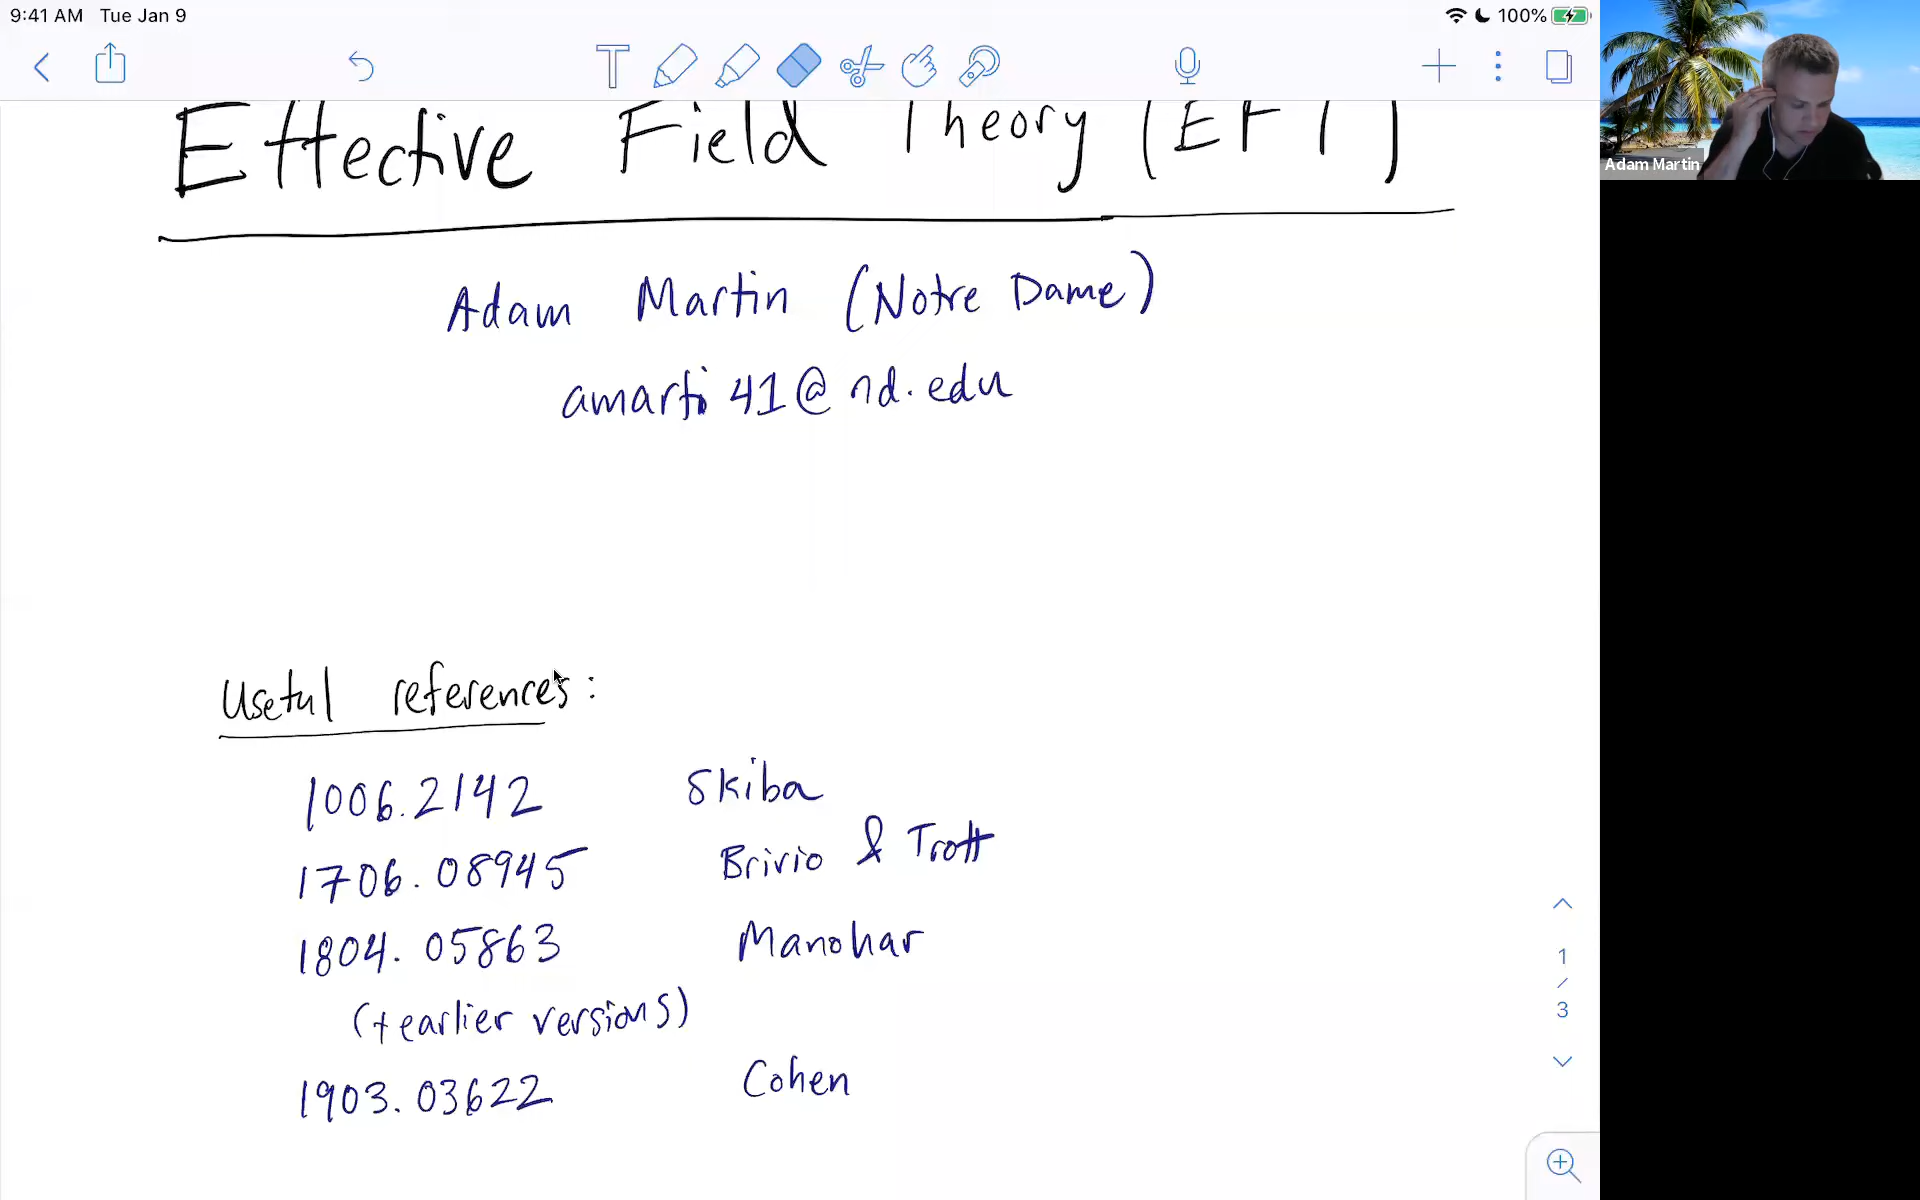 9:41 AM Tue Jan 9
100%
Effective Field Theory (EFT)
Adam Martin
Adam Martin (Notre Dame)
amarti41@nd.edu
Useful references:
1006.2142 Skiba
1706.08945 Brivio & Trott
1804.05863 Manohar
(+earlier versions)
1903.03622 Cohen
1
/
3